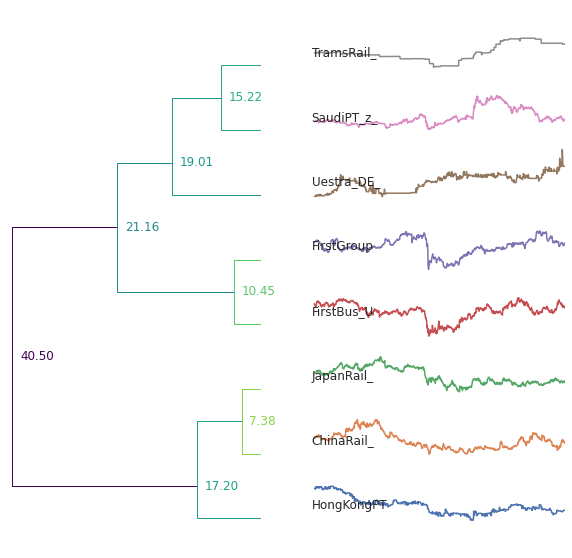 TramsRail_
15.22
SaudiPT_z_
19.01
Uestra_DE_
21.16
FirstGroup
10.45
FirstBus_U
40.50
JapanRail_
7.38
ChinaRail_
17.20
HongKongPT